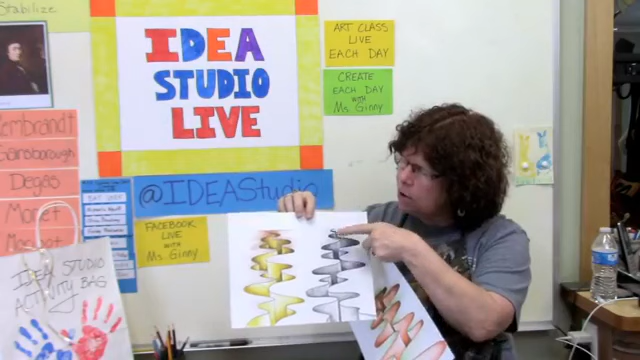 Stabilize
IDEA
STUDIO
LIVE
ART CLASS
LIVE
EACH DAY
CREATE
EACH DAY
WITH
Ms. Ginny
Rembrandt
Gainsborough
Degas
Monet
@IDEAStudio
FACEBOOK
LIVE
WITH
Ms. Ginny
IDEA STUDIO
ACTIVITY BAG